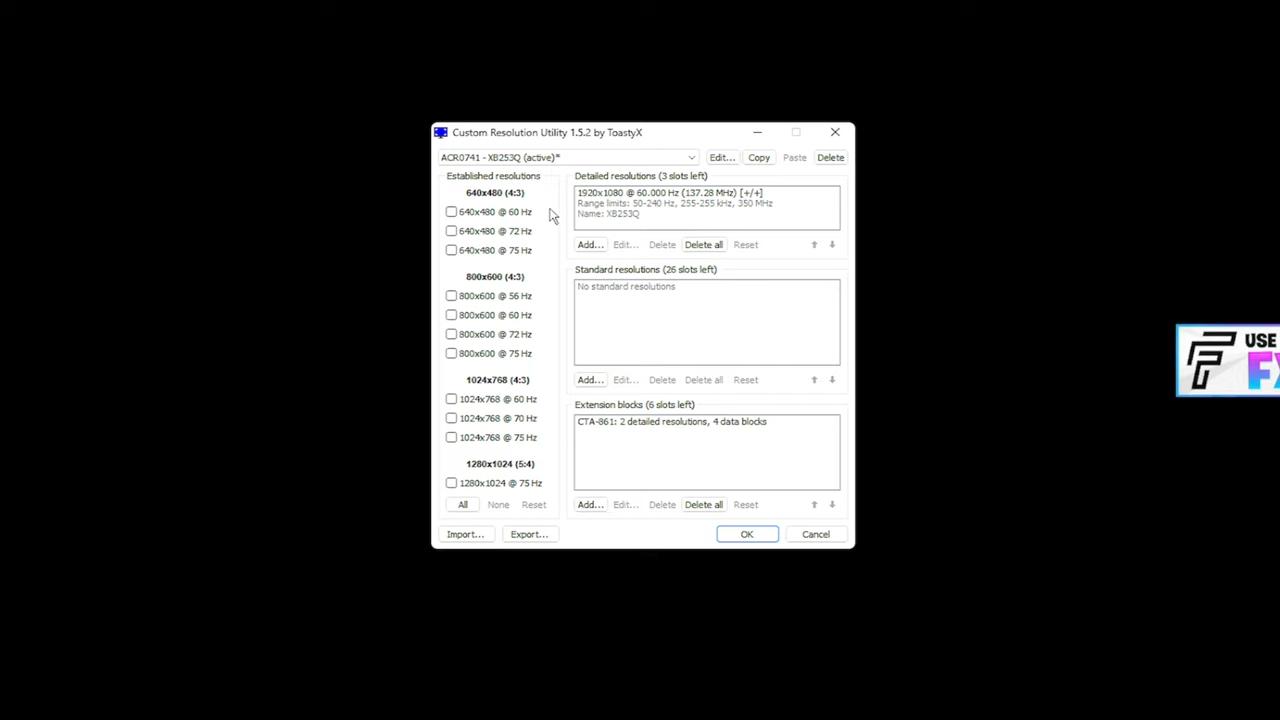 Custom Resolution Utility 1.5.2 by ToastyX
ACR0741 - XB253Q (active)*
Edit...
Copy
Paste
Delete
Established resolutions
640x480 (4:3)
640x480 @ 60 Hz
640x480 @ 72 Hz
640x480 @ 75 Hz
800x600 (4:3)
800x600 @ 56 Hz
800x600 @ 60 Hz
800x600 @ 72 Hz
800x600 @ 75 Hz
1024x768 (4:3)
1024x768 @ 60 Hz
1024x768 @ 70 Hz
1024x768 @ 75 Hz
1280x1024 (5:4)
1280x1024 @ 75 Hz
All
None
Reset
Detailed resolutions (3 slots left)
1920x1080 @ 60.000 Hz (137.28 MHz) [+/+]
Range limits: 50-240 Hz, 255-255 kHz, 350 MHz
Name: XB253Q
Add...
Edit...
Delete
Delete all
Reset
Standard resolutions (26 slots left)
No standard resolutions
Add...
Edit...
Delete
Delete all
Reset
Extension blocks (6 slots left)
CTA-861: 2 detailed resolutions, 4 data blocks
Add...
Edit...
Delete
Delete all
Reset
Import...
Export...
OK
Cancel
USE